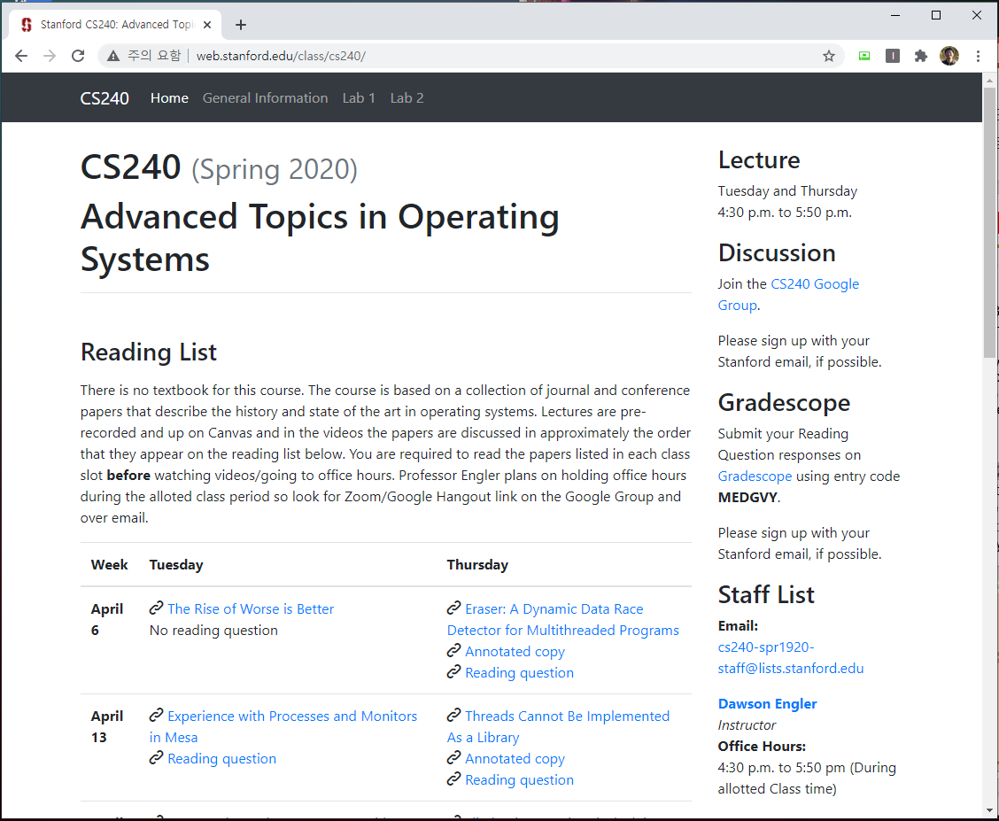 Stanford CS240: Advanced Topi
주의 요함 | web.stanford.edu/class/cs240/
CS240 Home General Information Lab 1 Lab 2
CS240 (Spring 2020)
Advanced Topics in Operating
Systems
Reading List
There is no textbook for this course. The course is based on a collection of journal and conference
papers that describe the history and state of the art in operating systems. Lectures are pre-
recorded and up on Canvas and in the videos the papers are discussed in approximately the order
that they appear on the reading list below. You are required to read the papers listed in each class
slot before watching videos/going to office hours. Professor Engler plans on holding office hours
during the alloted class period so look for Zoom/Google Hangout link on the Google Group and
over email.
Week Tuesday Thursday
April
6
The Rise of Worse is Better
No reading question
Eraser: A Dynamic Data Race
Detector for Multithreaded Programs
Annotated copy
Reading question
April
13
Experience with Processes and Monitors
in Mesa
Reading question
Threads Cannot Be Implemented
As a Library
Annotated copy
Reading question
Lecture
Tuesday and Thursday
4:30 p.m. to 5:50 p.m.
Discussion
Join the CS240 Google
Group.
Please sign up with your
Stanford email, if possible.
Gradescope
Submit your Reading
Question responses on
Gradescope using entry code
MEDGVY.
Please sign up with your
Stanford email, if possible.
Staff List
Email:
cs240-spr1920-
staff@lists.stanford.edu
Dawson Engler
Instructor
Office Hours:
4:30 p.m. to 5:50 pm (During
allotted Class time)